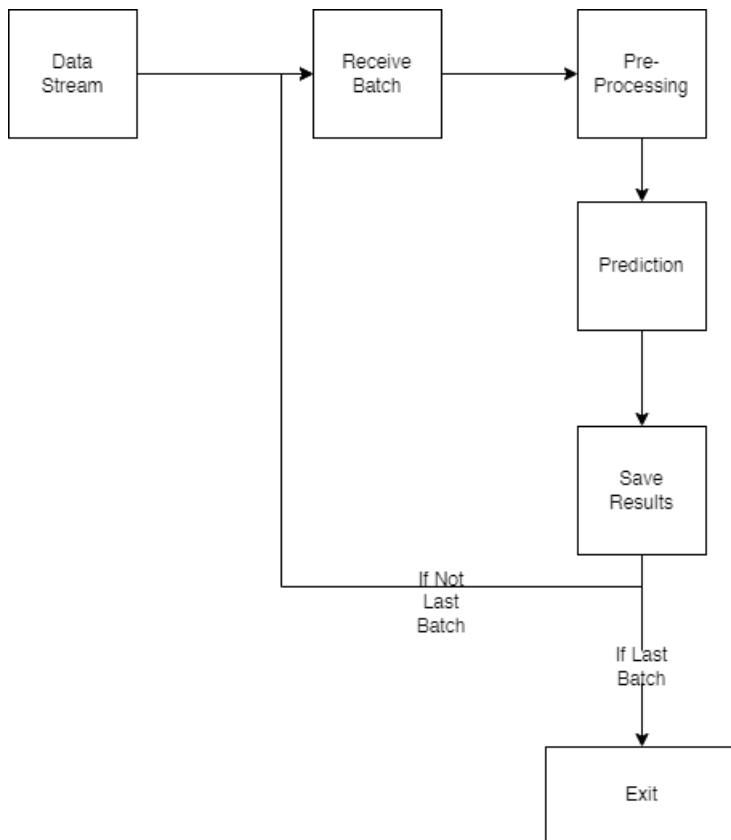 Data
Stream
Receive
Batch
Pre-
Processing
Prediction
Save
Results
If Not
Last
Batch
If Last
Batch
Exit